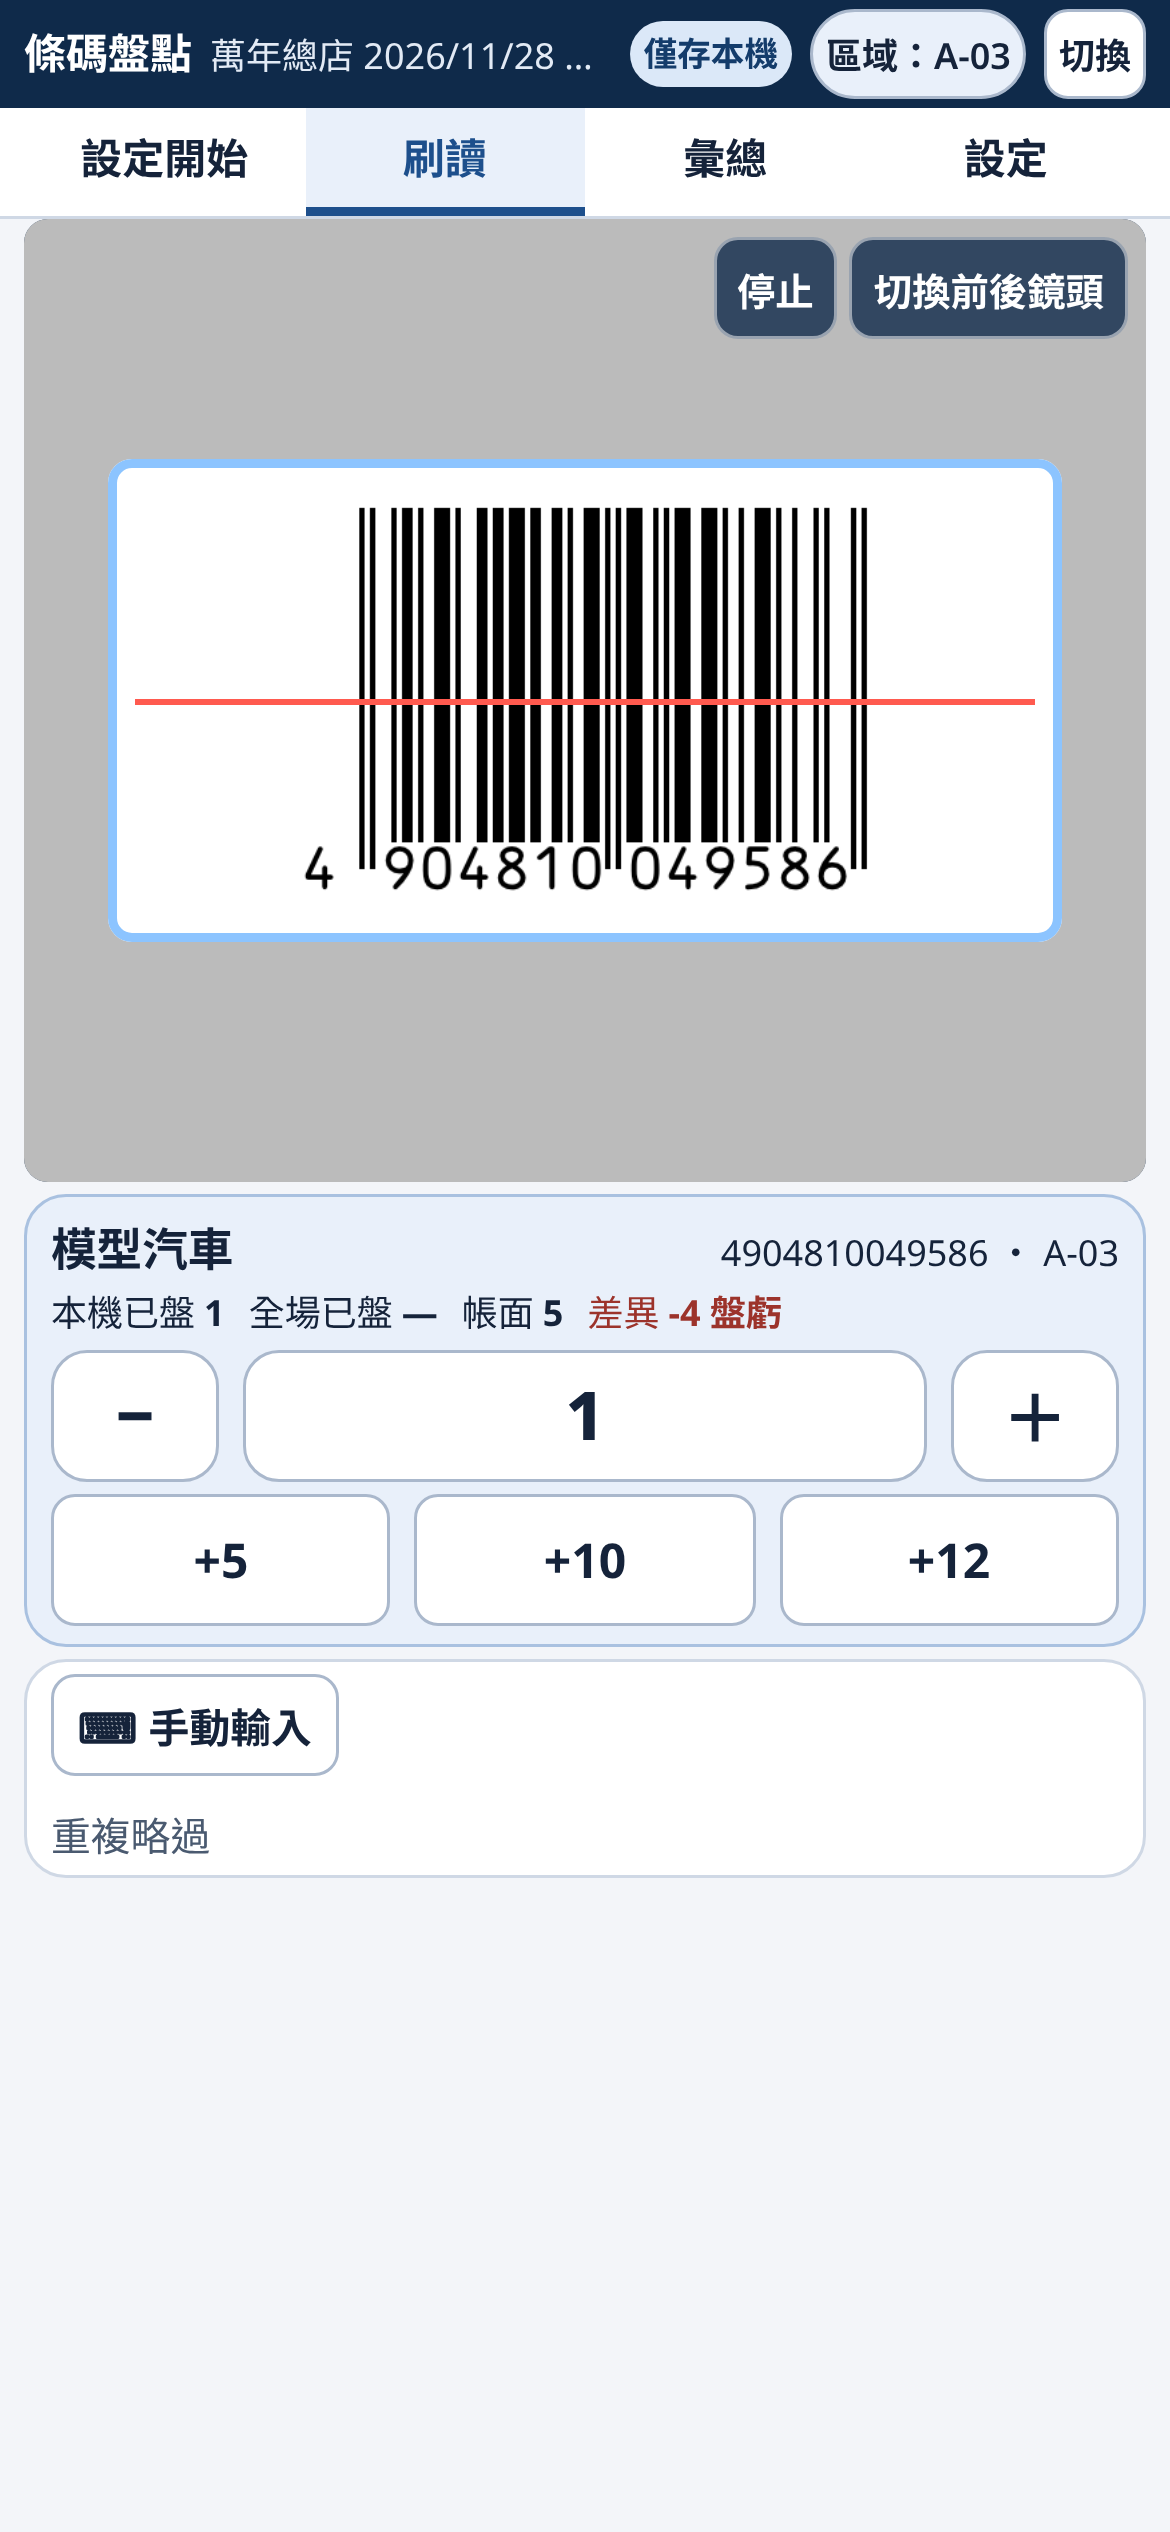 條碼盤點 萬年總店 2026/11/28 ... 僅存本機 區域：A-03 切換
設定開始 刷讀 彙總 設定
停止 切換前後鏡頭
4 904810 049586
模型汽車 4904810049586 · A-03
本機已盤 1 全場已盤 — 帳面 5 差異 -4 盤虧
− 1 ＋
+5 +10 +12
⌨ 手動輸入
重複略過